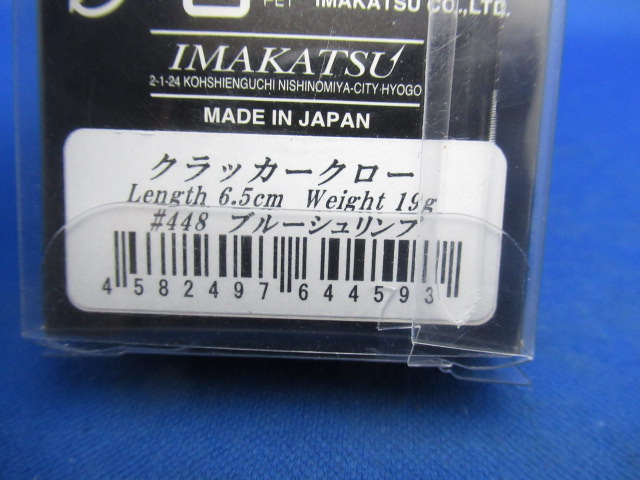 PET IMAKATSU CO.,LTD.
IMAKATSU
2-1-24 KOHSHIENGUCHI NISHINOMIYA-CITY HYOGO
MADE IN JAPAN
クラッカークロー
Length 6.5cm Weight 19g
#448 ブルーシュリンプ
4 582497 644593